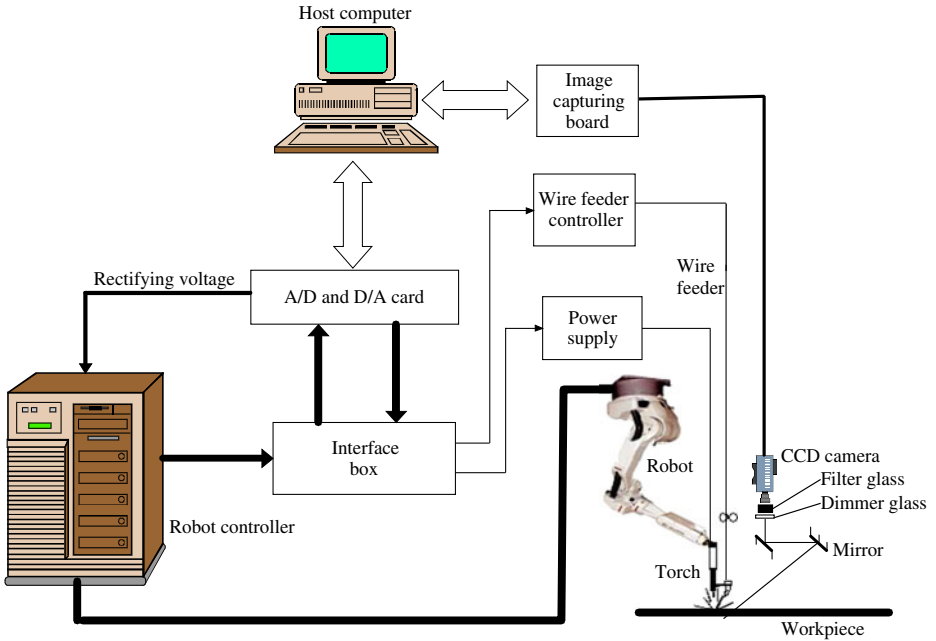 Host computer
Image
capturing
board
Wire feeder
controller
Rectifying voltage
A/D and D/A card
Wire
feeder
Power
supply
Interface
box
Robot
CCD camera
Filter glass
Dimmer glass
Robot controller
Mirror
Torch
Workpiece